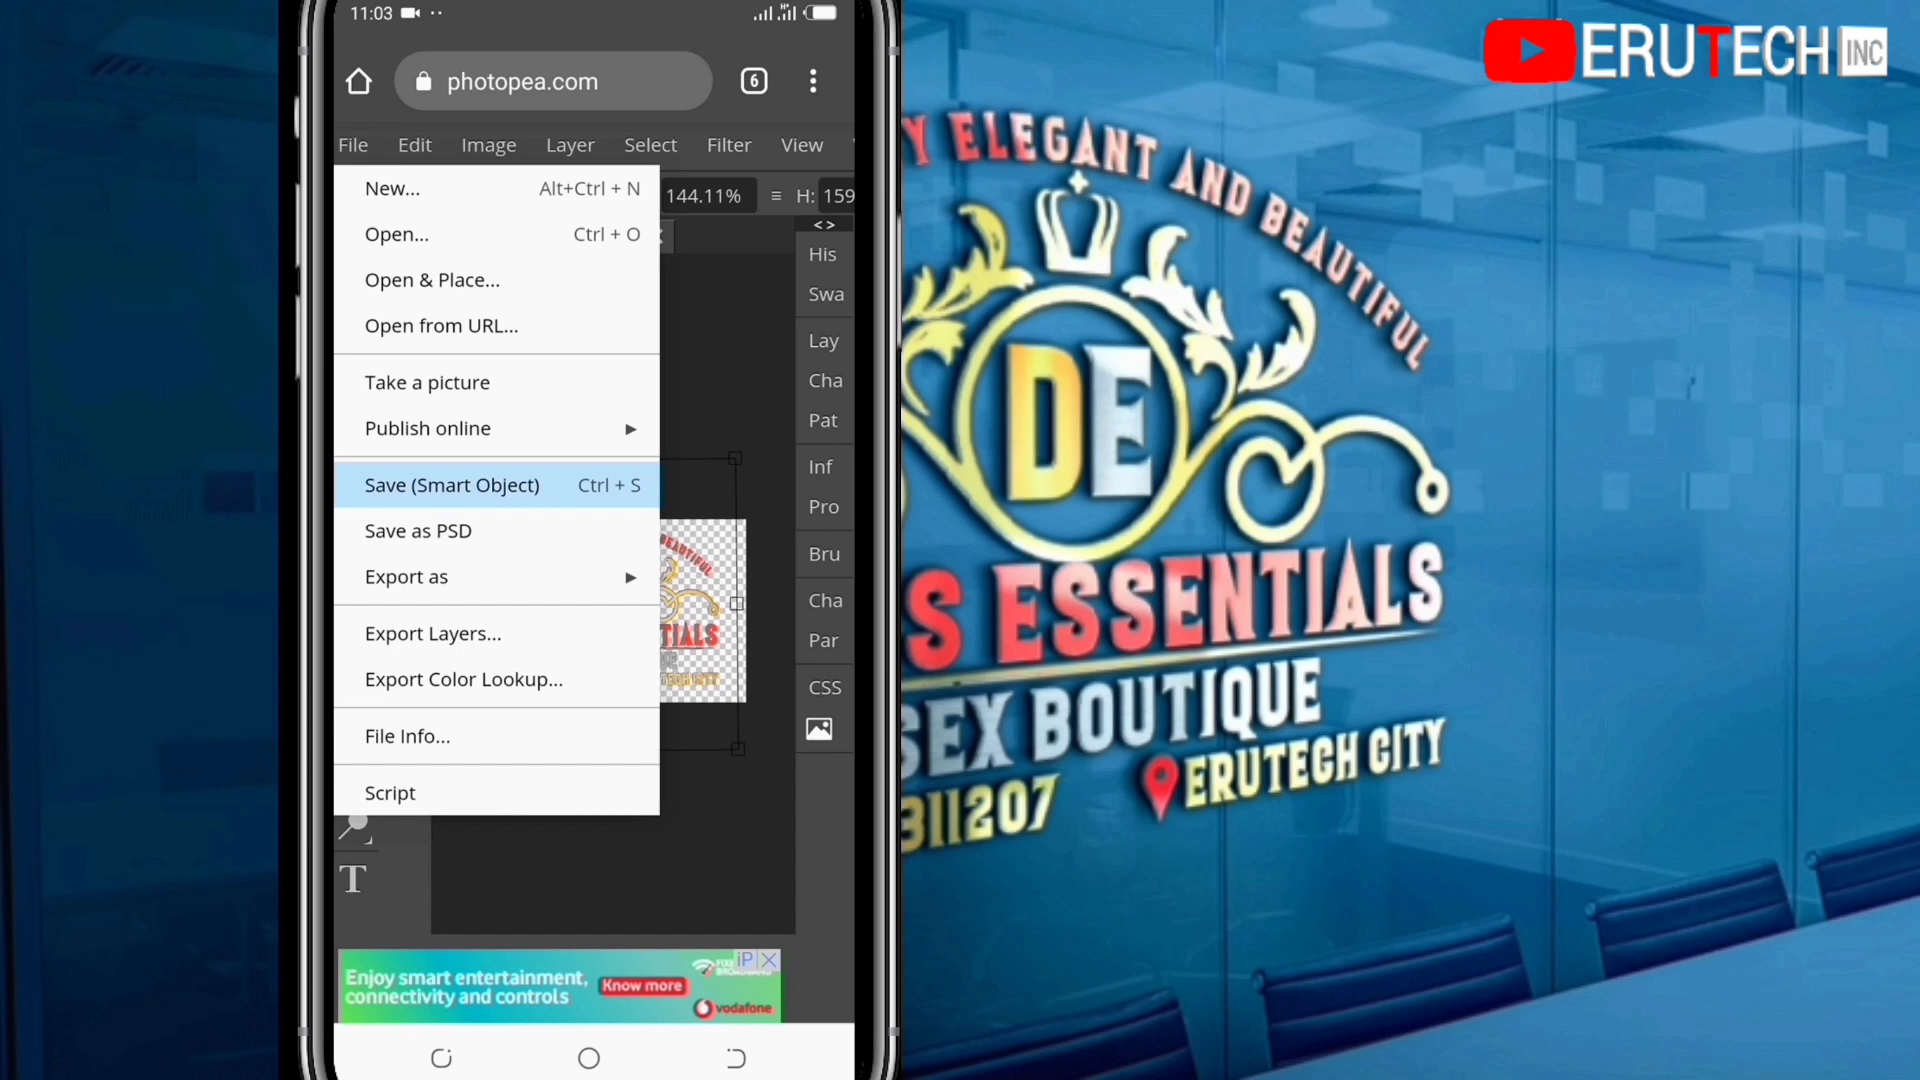 11:03
photopea.com
6
File Edit Image Layer Select Filter View
New... Alt+Ctrl + N
Open... Ctrl + O
Open & Place...
Open from URL...
Take a picture
Publish online
Save (Smart Object) Ctrl + S
Save as PSD
Export as
Export Layers...
Export Color Lookup...
File Info...
Script
144.11% H: 159
< >
His
Swa
Lay
Cha
Pat
Inf
Pro
Bru
Cha
Par
CSS
BEAUTIFUL
TIALS
T
Enjoy smart entertainment,
connectivity and controls
Know more
vodafone
ERUTECH INC
Y ELEGANT AND BEAUTIFUL
DE
S ESSENTIALS
SEX BOUTIQUE
311207
ERUTECH CITY